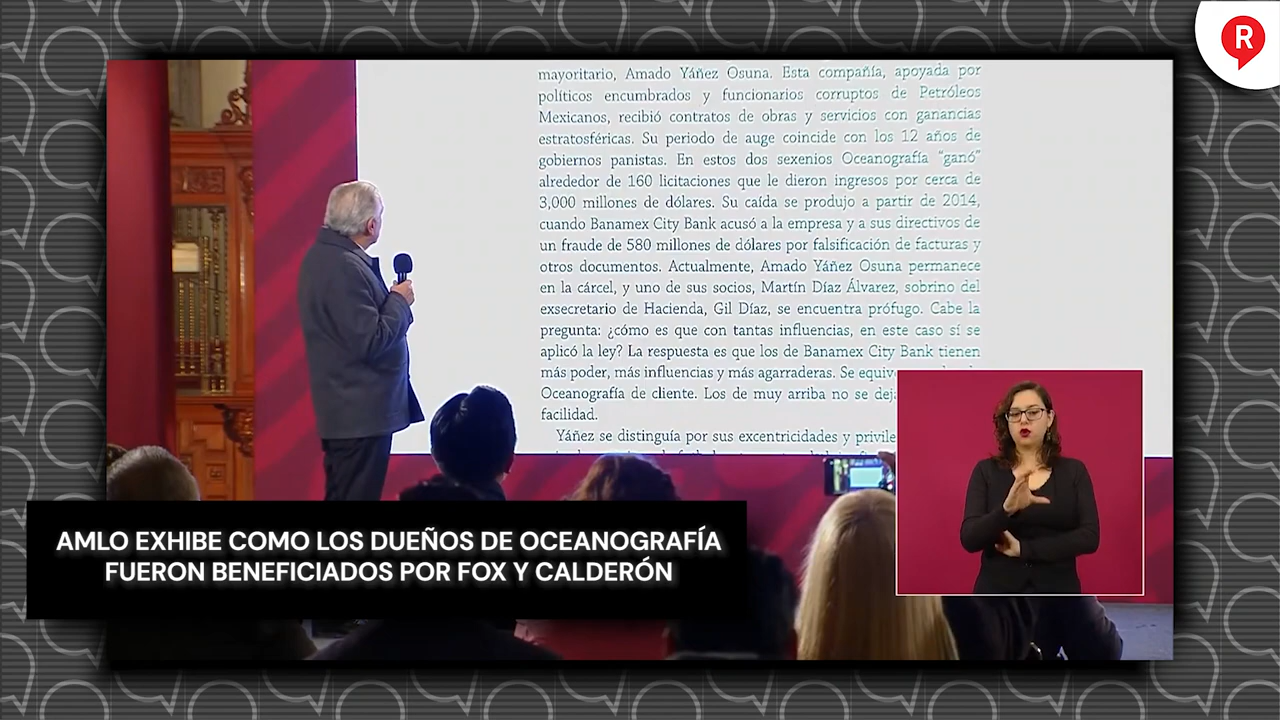 R
mayoritario, Amado Yáñez Osuna. Esta compañía, apoyada por
políticos encumbrados y funcionarios corruptos de Petróleos
Mexicanos, recibió contratos de obras y servicios con ganancias
estratosféricas. Su periodo de auge coincide con los 12 años de
gobiernos panistas. En estos dos sexenios Oceanografía “ganó”
alrededor de 160 licitaciones que le dieron ingresos por cerca de
3,000 millones de dólares. Su caída se produjo a partir de 2014,
cuando Banamex City Bank acusó a la empresa y a sus directivos de
un fraude de 580 millones de dólares por falsificación de facturas y
otros documentos. Actualmente, Amado Yáñez Osuna permanece
en la cárcel, y uno de sus socios, Martín Díaz Álvarez, sobrino del
exsecretario de Hacienda, Gil Díaz, se encuentra prófugo. Cabe la
pregunta: ¿cómo es que con tantas influencias, en este caso sí se
aplicó la ley? La respuesta es que los de Banamex City Bank tienen
más poder, más influencias y más agarraderas. Se
Oceanografía de cliente. Los de muy arriba no se
facilidad.
Yáñez se distinguía por sus excentricidades y
AMLO EXHIBE COMO LOS DUEÑOS DE OCEANOGRAFÍA
FUERON BENEFICIADOS POR FOX Y CALDERÓN